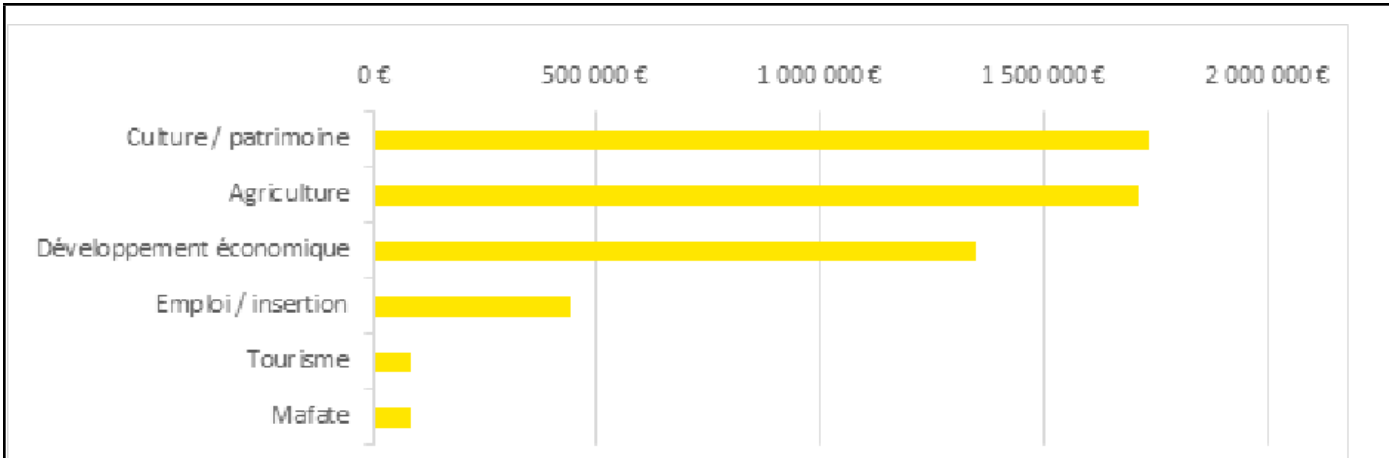 0 € 500 000 € 1 000 000 € 1 500 000 € 2 000 000 €
Culture / patrimoine
Agriculture
Développement économique
Emploi / insertion
Tourisme
Mafate